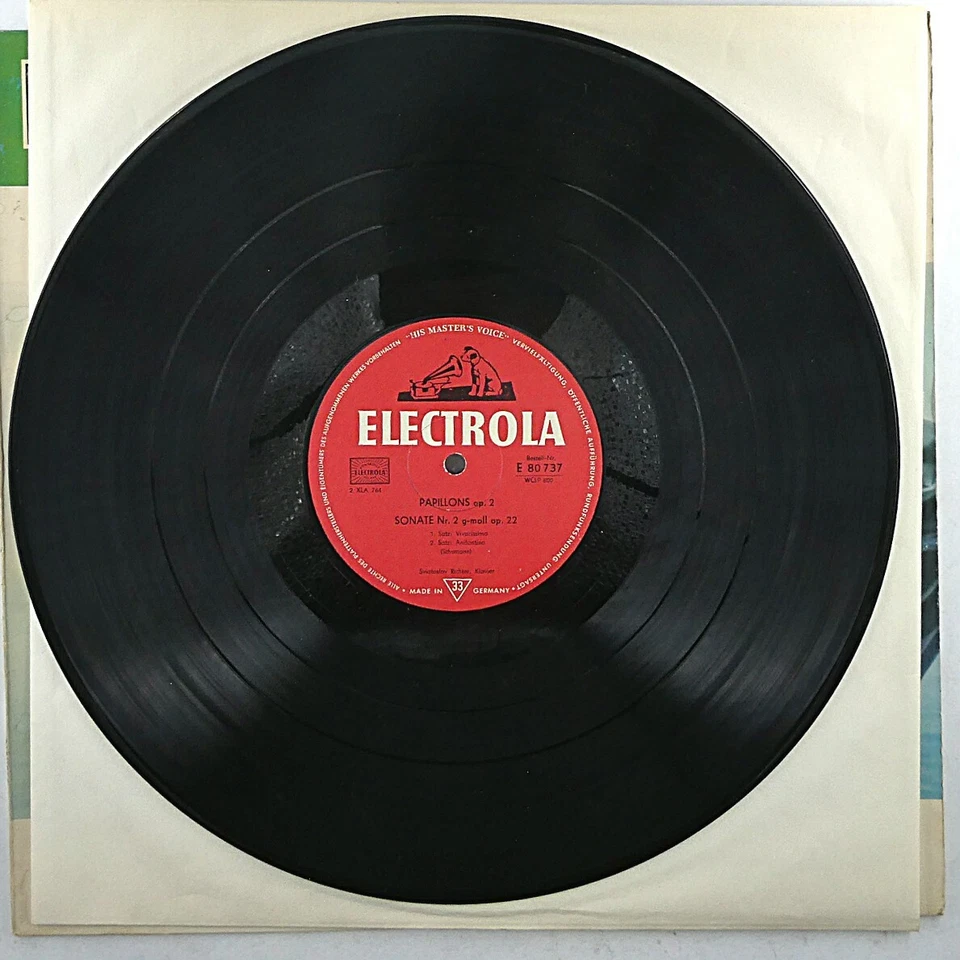 "HIS MASTER'S VOICE"
VERVIELFÄLTIGUNG, ÖFFENTLICHE AUFFÜHRUNG, RUNDFUNKSENDUNG UNTERSAGT •
ALLE RECHTE DES PLATTENHERSTELLERS UND EIGENTÜMERS DES AUFGENOMMENEN WERKES VORBEHALTEN
ELECTROLA
ELECTROLA
2 XLA 764
Bestell-Nr.
E 80 737
PAPILLONS op. 2
SONATE Nr. 2 g-moll op. 22
1. Satz: Vivacissimo
2. Satz: Andantino
(Schumann)
Swjatoslav Richter, Klavier
• MADE IN 33 GERMANY •